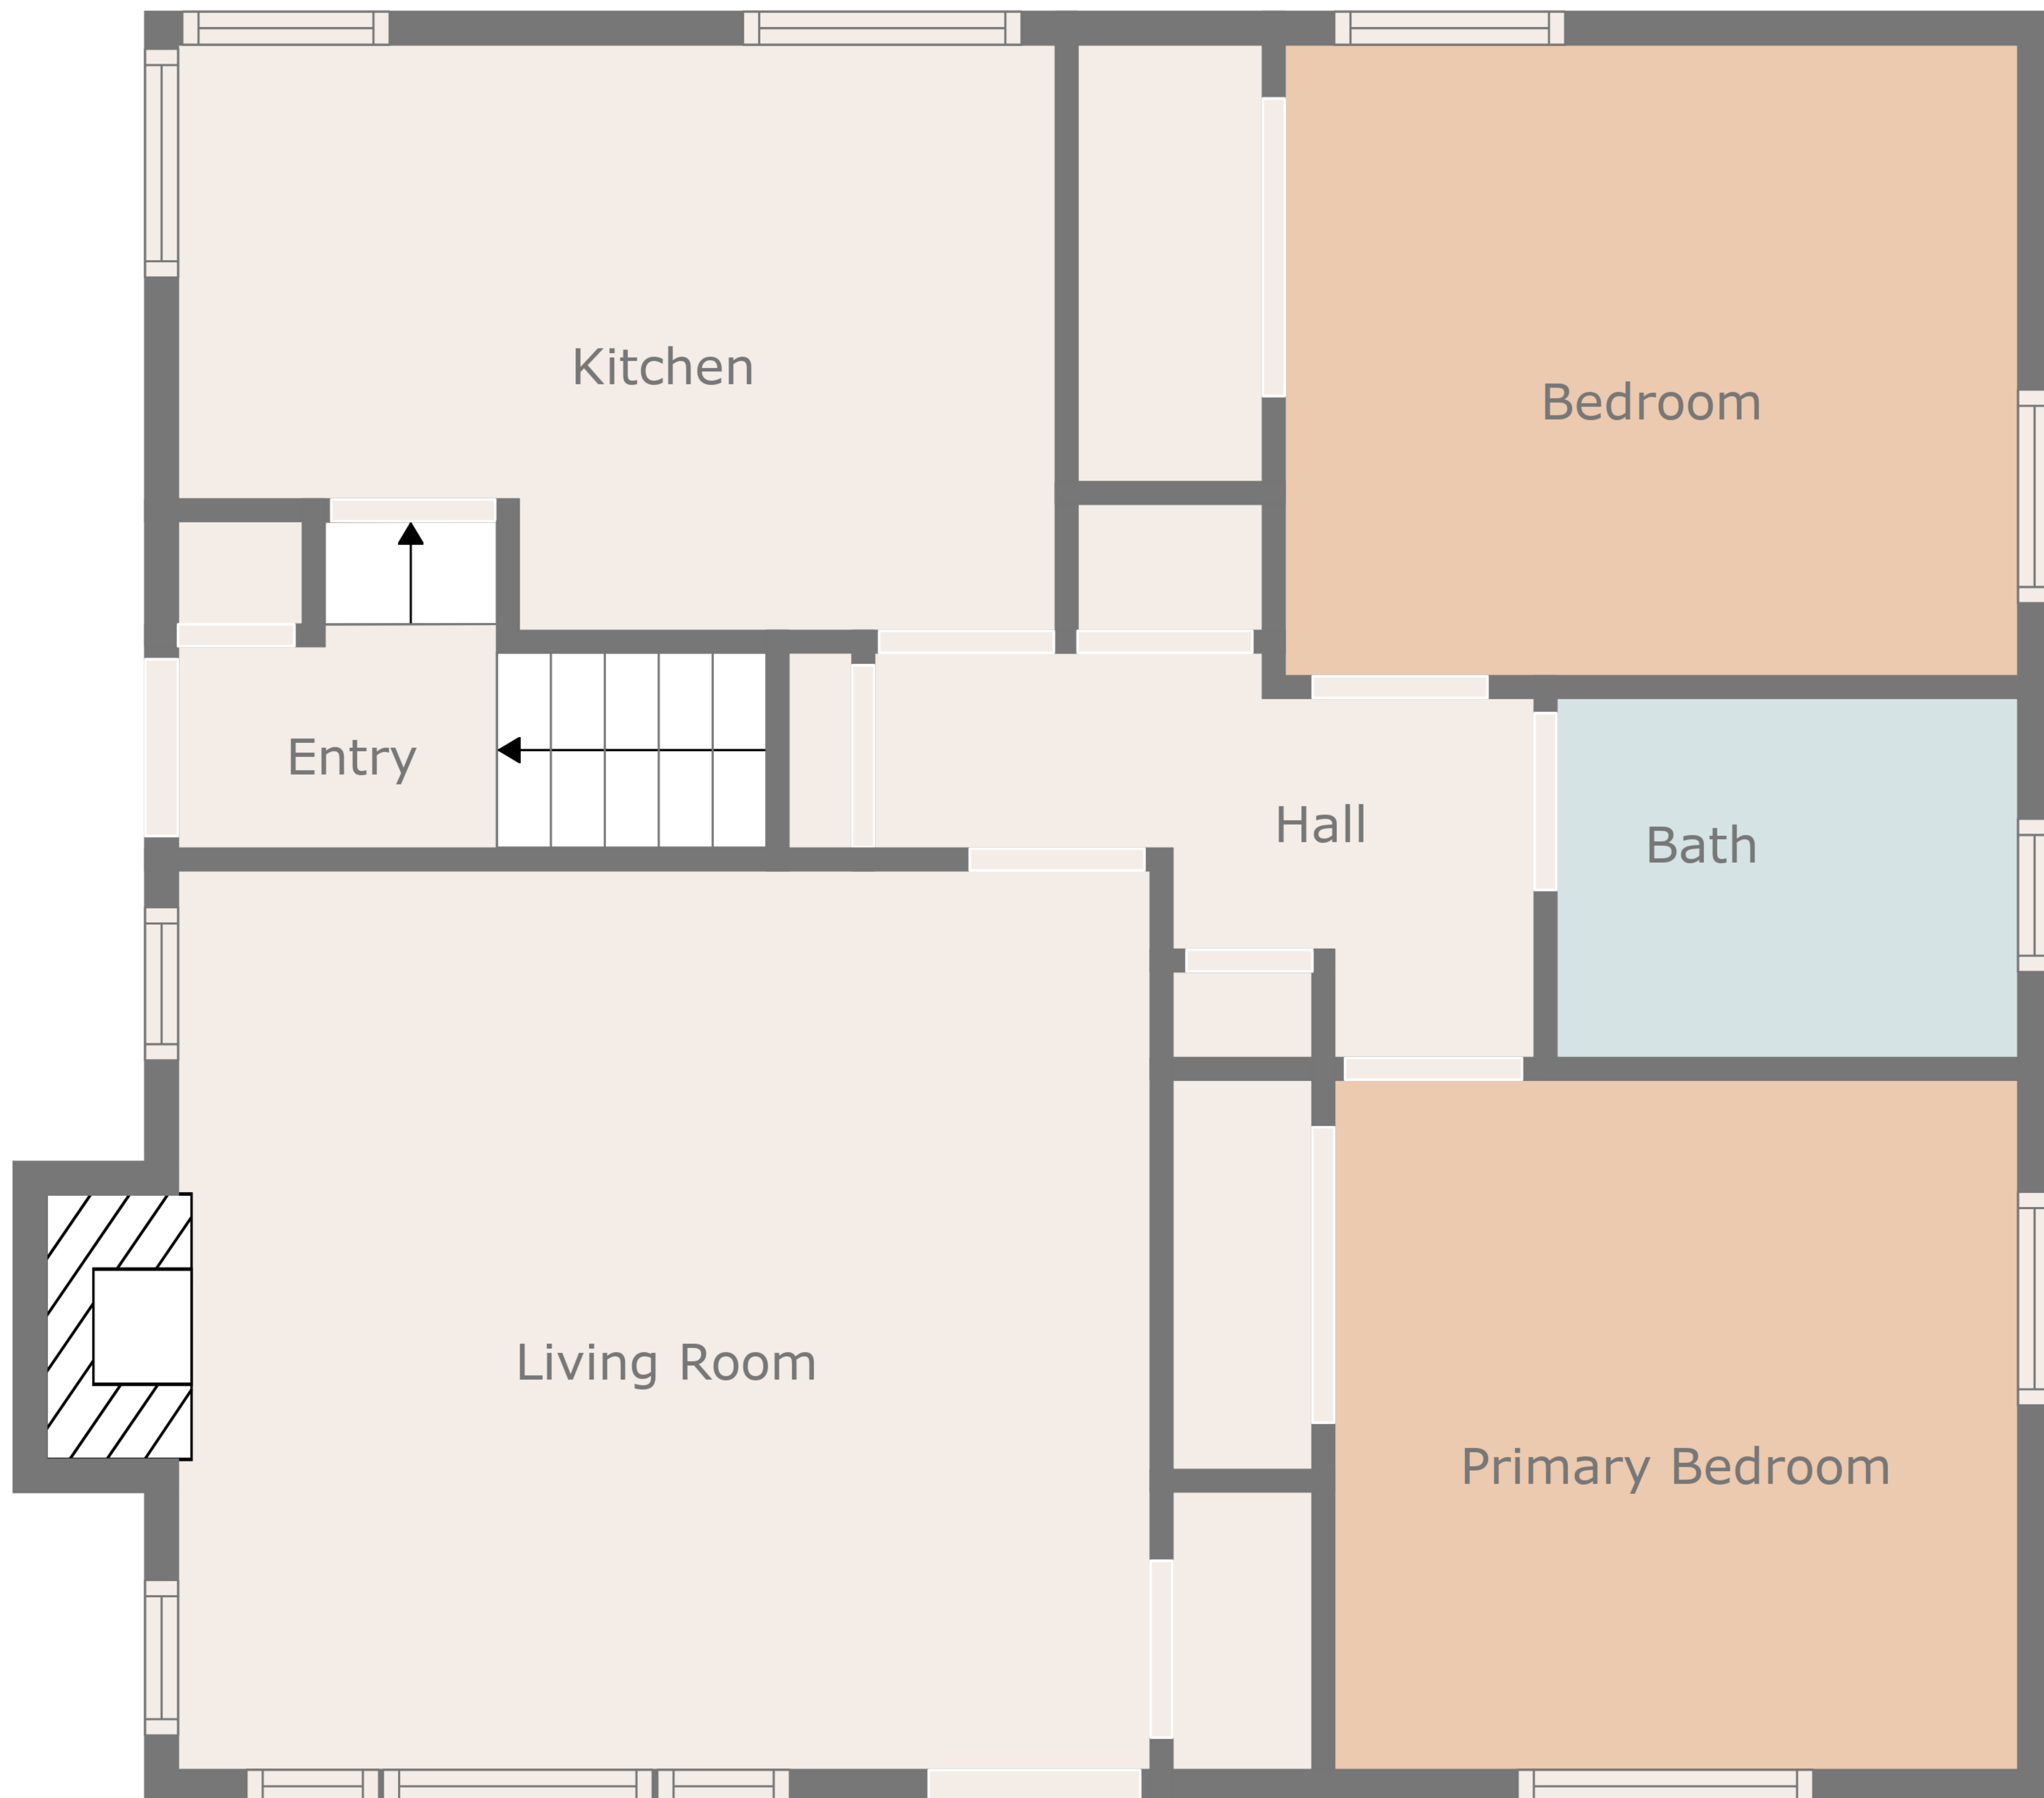 Kitchen
Bedroom
Entry
Hall
Bath
Living Room
Primary Bedroom